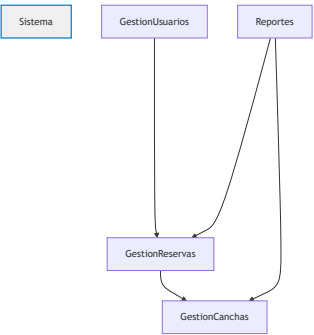 Sistema
GestionUsuarios
Reportes
GestionReservas
GestionCanchas